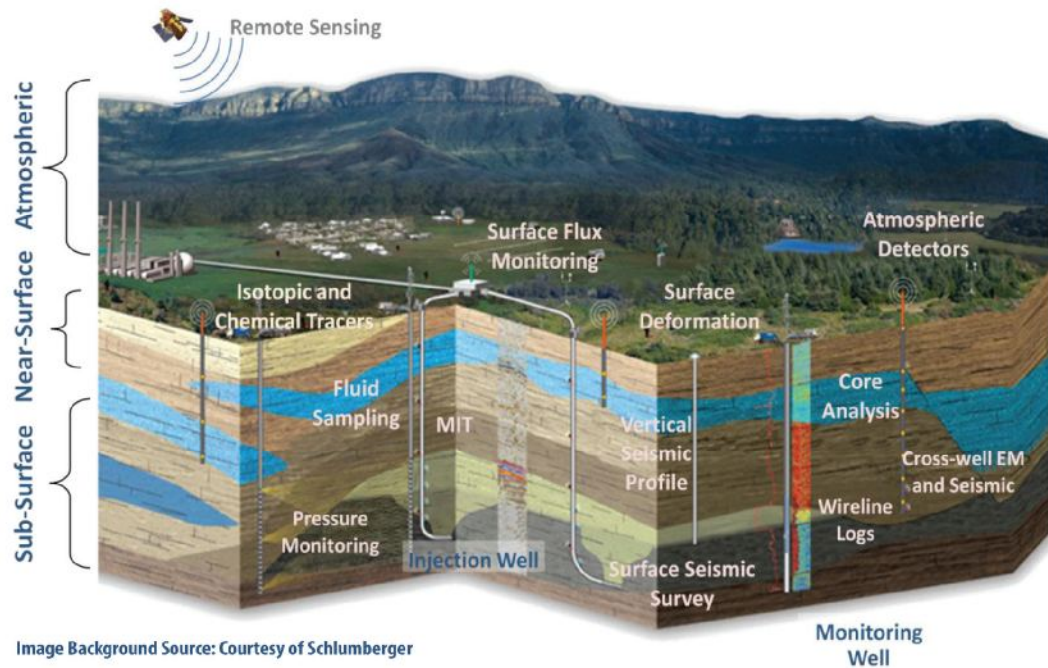 Remote Sensing
Atmospheric
Near-Surface
Sub-Surface
Surface Flux
Monitoring
Atmospheric
Detectors
Isotopic and
Chemical Tracers
Surface
Deformation
Fluid
Sampling
MIT
Vertical
Seismic
Profile
Core
Analysis
Cross-well EM
and Seismic
Pressure
Monitoring
Wireline
Logs
Injection Well
Surface Seismic
Survey
Monitoring
Well
Image Background Source: Courtesy of Schlumberger